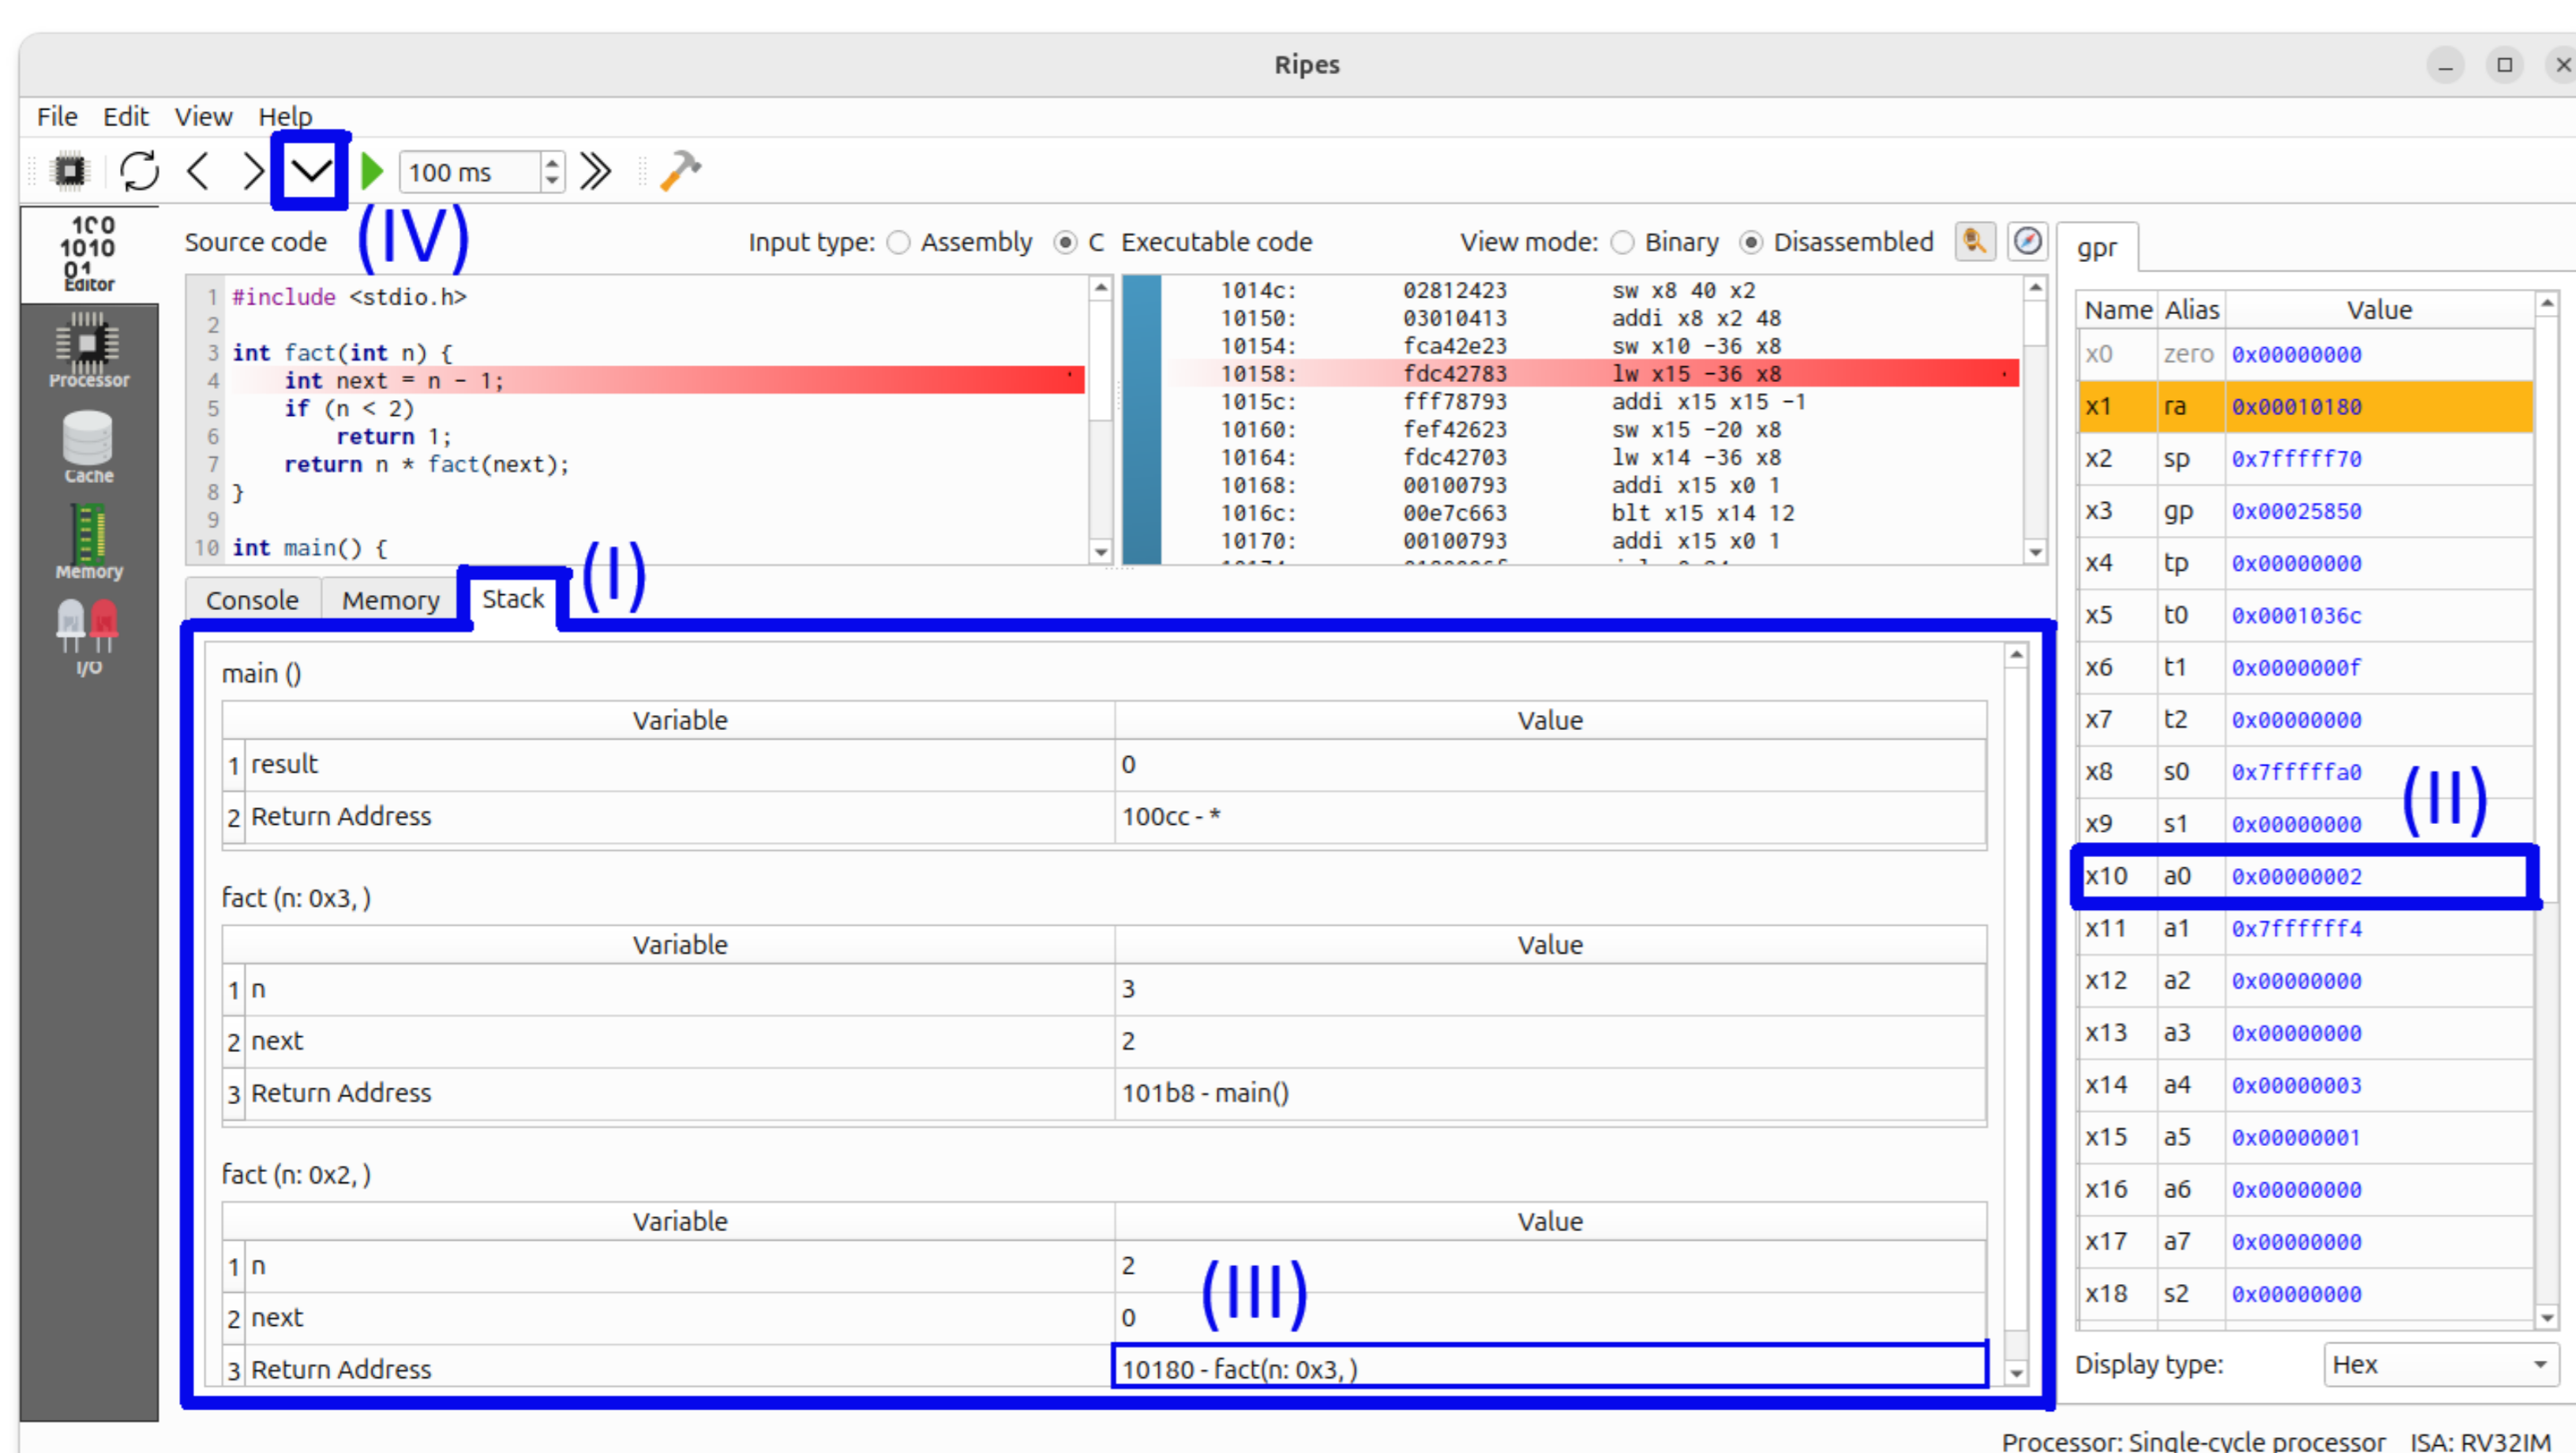 Ripes
File Edit View Help
100 ms
(IV)
Editor
Processor
Cache
Memory
I/O
Source code
Input type: Assembly C
1 #include <stdio.h>
2
3 int fact(int n) {
4 int next = n - 1;
5 if (n < 2)
6 return 1;
7 return n * fact(next);
8 }
9
10 int main() {
Executable code
View mode: Binary Disassembled
1014c: 02812423 sw x8 40 x2
10150: 03010413 addi x8 x2 48
10154: fca42e23 sw x10 -36 x8
10158: fdc42783 lw x15 -36 x8
1015c: fff78793 addi x15 x15 -1
10160: fef42623 sw x15 -20 x8
10164: fdc42703 lw x14 -36 x8
10168: 00100793 addi x15 x0 1
1016c: 00e7c663 blt x15 x14 12
10170: 00100793 addi x15 x0 1
Console Memory Stack
(I)
main ()
Variable Value
1 result 0
2 Return Address 100cc - *
fact (n: 0x3, )
Variable Value
1 n 3
2 next 2
3 Return Address 101b8 - main()
fact (n: 0x2, )
Variable Value
1 n 2
2 next 0
(III)
3 Return Address 10180 - fact(n: 0x3, )
gpr
Name Alias Value
x0 zero 0x00000000
x1 ra 0x00010180
x2 sp 0x7fffff70
x3 gp 0x00025850
x4 tp 0x00000000
x5 t0 0x0001036c
x6 t1 0x0000000f
x7 t2 0x00000000
x8 s0 0x7fffffa0
(II)
x9 s1 0x00000000
x10 a0 0x00000002
x11 a1 0x7ffffff4
x12 a2 0x00000000
x13 a3 0x00000000
x14 a4 0x00000003
x15 a5 0x00000001
x16 a6 0x00000000
x17 a7 0x00000000
x18 s2 0x00000000
Display type: Hex
Processor: Single-cycle processor ISA: RV32IM